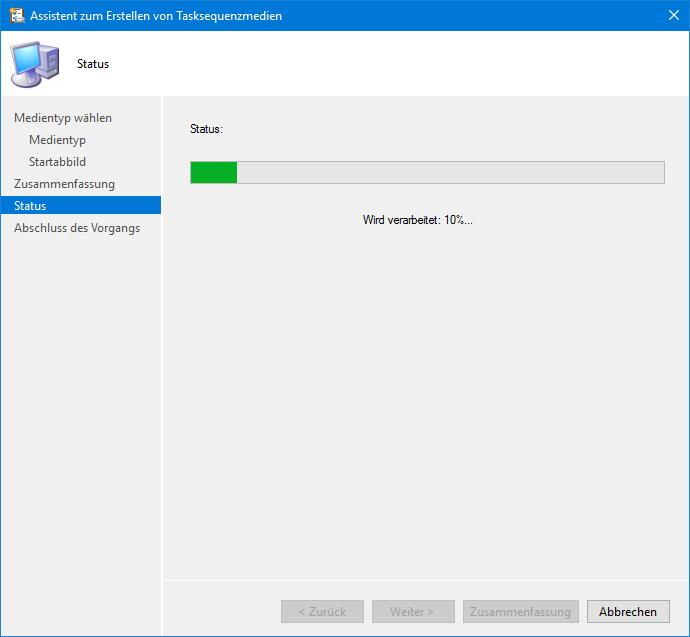 Assistent zum Erstellen von Tasksequenzmedien
Status
Medientyp wählen
Medientyp
Startabbild
Zusammenfassung
Status
Abschluss des Vorgangs
Status:
Wird verarbeitet: 10%...
< Zurück
Weiter >
Zusammenfassung
Abbrechen